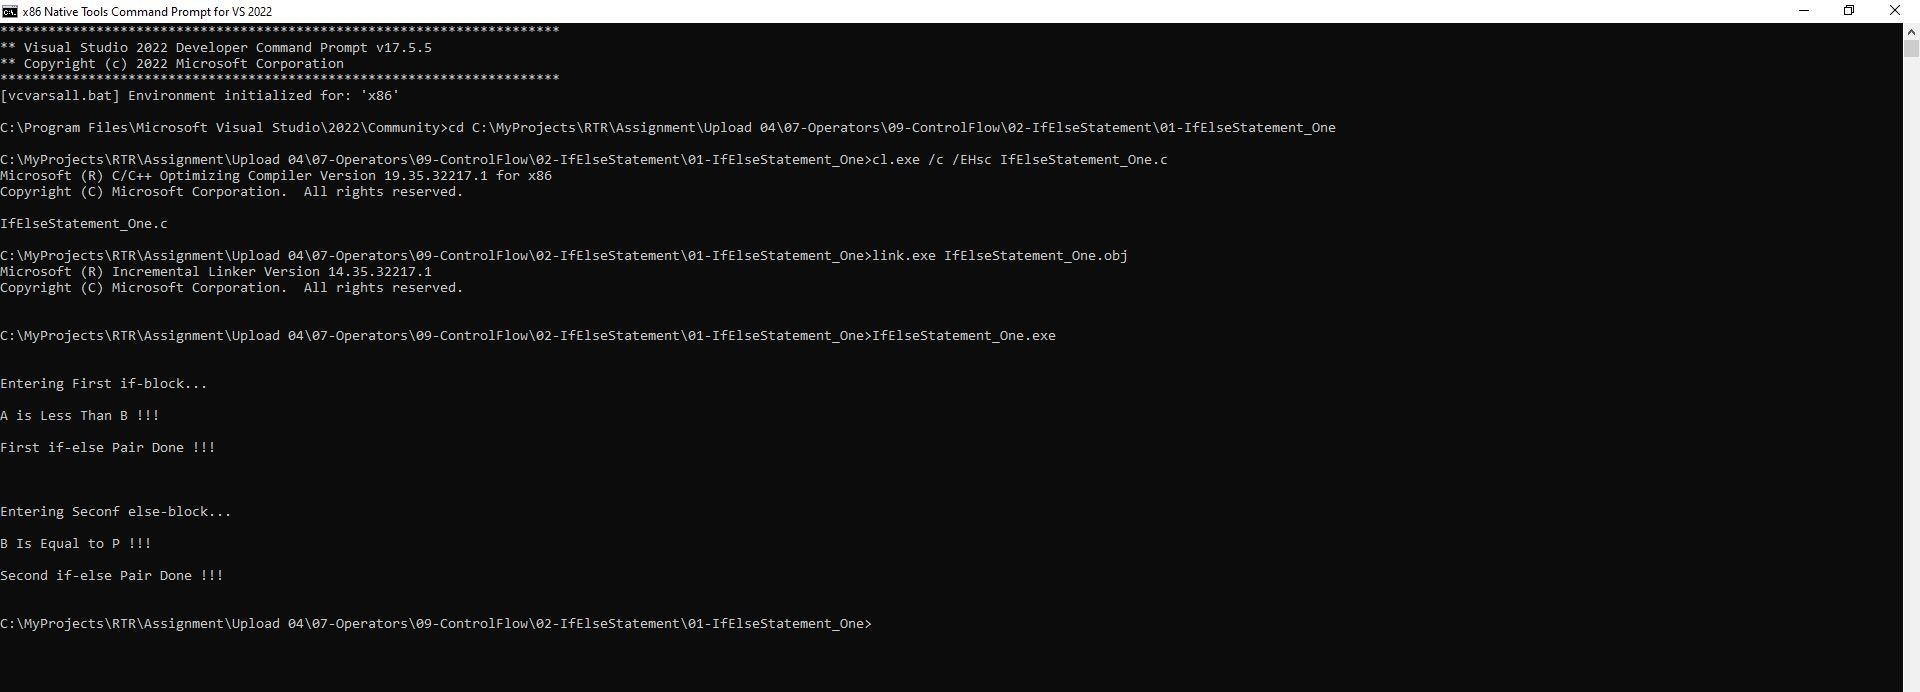 x86 Native Tools Command Prompt for VS 2022
**********************************************************************
** Visual Studio 2022 Developer Command Prompt v17.5.5
** Copyright (c) 2022 Microsoft Corporation
**********************************************************************
[vcvarsall.bat] Environment initialized for: 'x86'
C:\Program Files\Microsoft Visual Studio\2022\Community>cd C:\MyProjects\RTR\Assignment\Upload 04\07-Operators\09-ControlFlow\02-IfElseStatement\01-IfElseStatement_One
C:\MyProjects\RTR\Assignment\Upload 04\07-Operators\09-ControlFlow\02-IfElseStatement\01-IfElseStatement_One>cl.exe /c /EHsc IfElseStatement_One.c
Microsoft (R) C/C++ Optimizing Compiler Version 19.35.32217.1 for x86
Copyright (C) Microsoft Corporation.  All rights reserved.
IfElseStatement_One.c
C:\MyProjects\RTR\Assignment\Upload 04\07-Operators\09-ControlFlow\02-IfElseStatement\01-IfElseStatement_One>link.exe IfElseStatement_One.obj
Microsoft (R) Incremental Linker Version 14.35.32217.1
Copyright (C) Microsoft Corporation.  All rights reserved.
C:\MyProjects\RTR\Assignment\Upload 04\07-Operators\09-ControlFlow\02-IfElseStatement\01-IfElseStatement_One>IfElseStatement_One.exe
Entering First if-block...
A is Less Than B !!!
First if-else Pair Done !!!
Entering Seconf else-block...
B Is Equal to P !!!
Second if-else Pair Done !!!
C:\MyProjects\RTR\Assignment\Upload 04\07-Operators\09-ControlFlow\02-IfElseStatement\01-IfElseStatement_One>